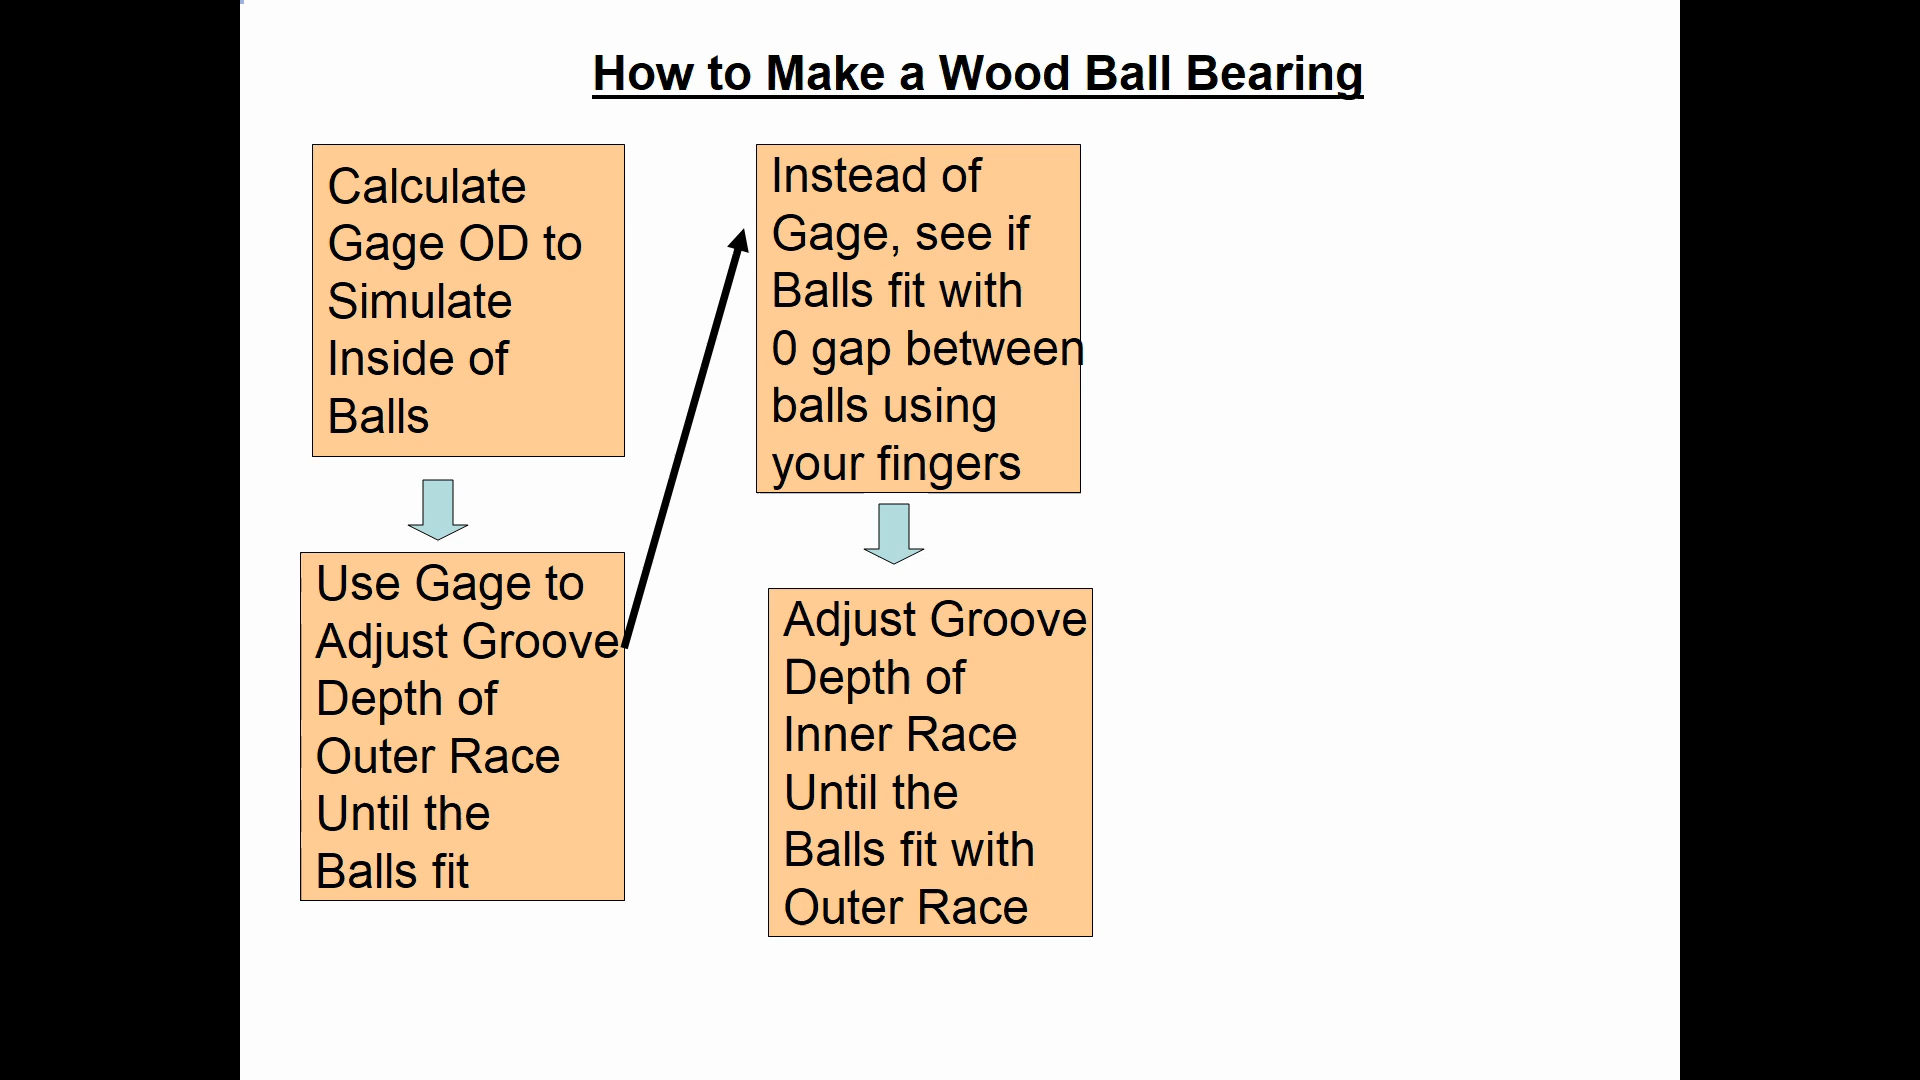 How to Make a Wood Ball Bearing
Calculate
Gage OD to
Simulate
Inside of
Balls
Use Gage to
Adjust Groove
Depth of
Outer Race
Until the
Balls fit
Instead of
Gage, see if
Balls fit with
0 gap between
balls using
your fingers
Adjust Groove
Depth of
Inner Race
Until the
Balls fit with
Outer Race